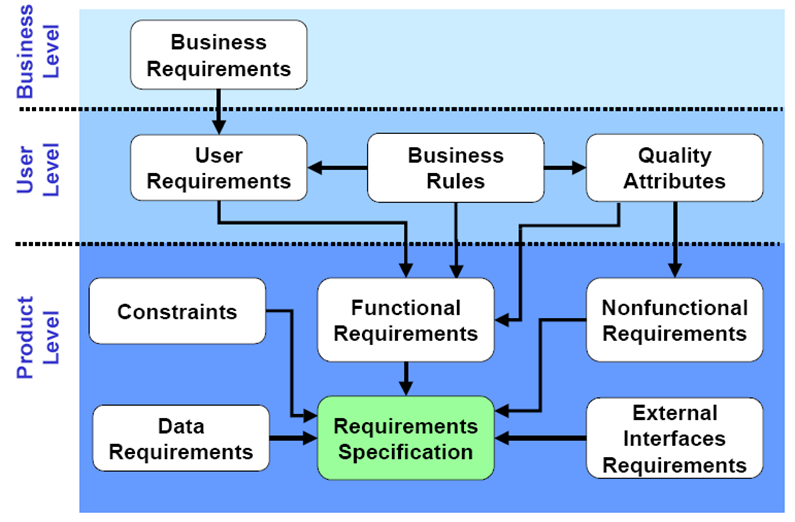 Business
Level
Business
Requirements
User
Level
User
Requirements
Business
Rules
Quality
Attributes
Product
Level
Constraints
Functional
Requirements
Nonfunctional
Requirements
Data
Requirements
Requirements
Specification
External
Interfaces
Requirements